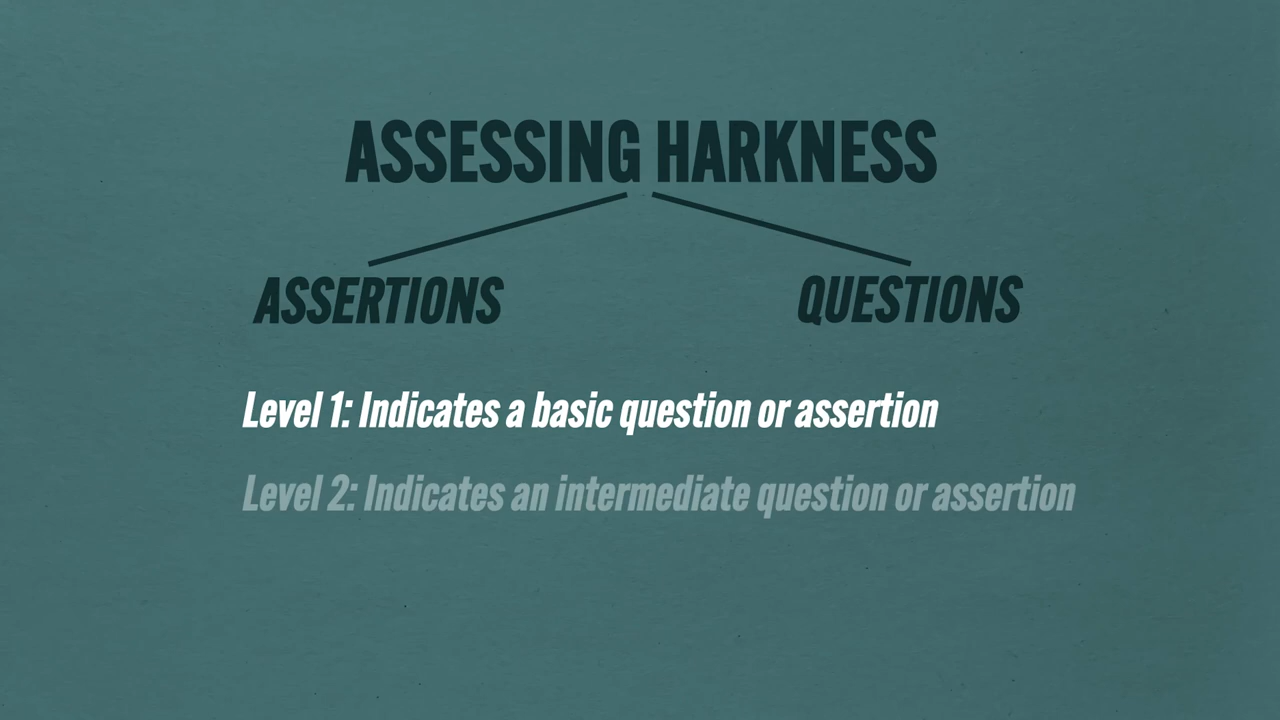 ASSESSING HARKNESS
ASSERTIONS
QUESTIONS
Level 1: Indicates a basic question or assertion
Level 2: Indicates an intermediate question or assertion